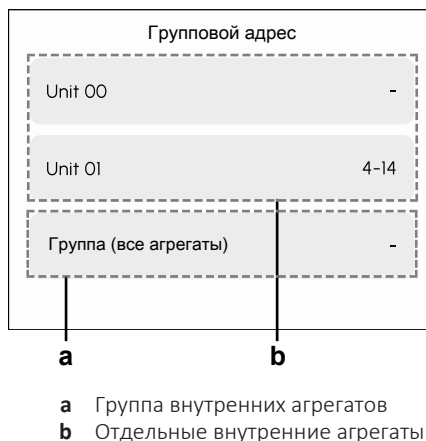 Групповой адрес
Unit 00 -
Unit 01 4-14
Группа (все агрегаты) -
a b
a Группа внутренних агрегатов
b Отдельные внутренние агрегаты